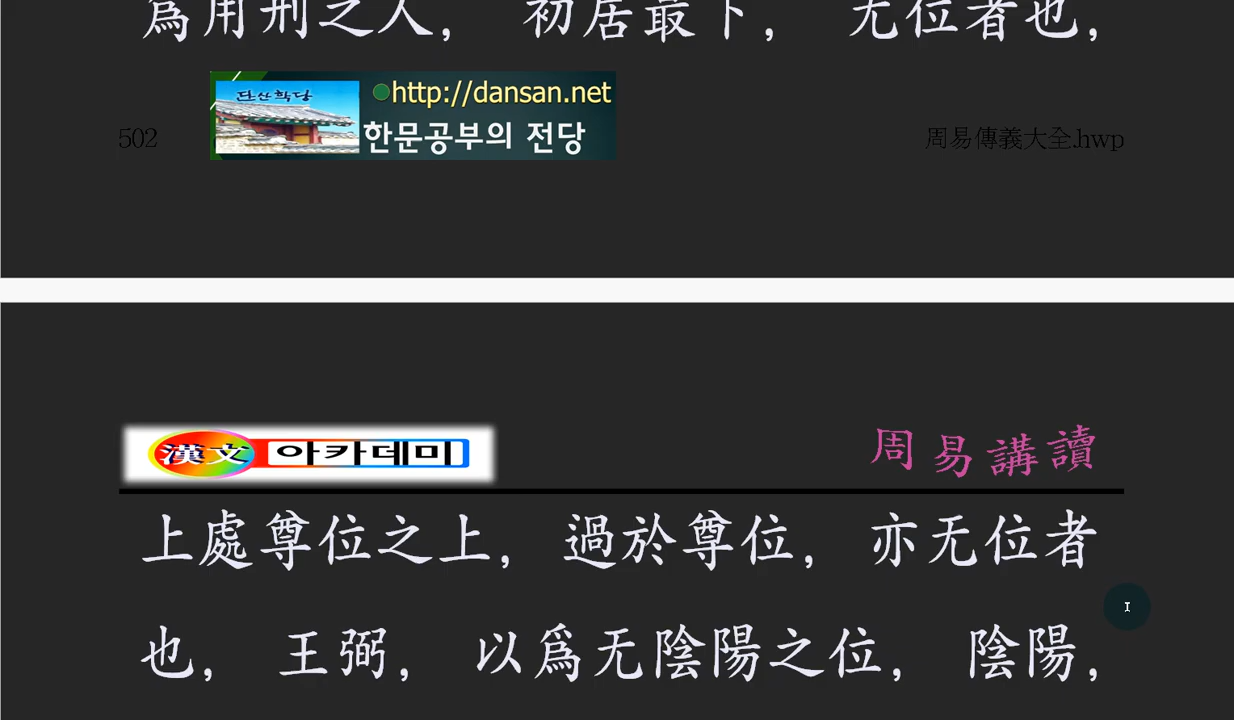 爲用刑之人, 初居最下, 无位者也,
단산학당
http://dansan.net
한문공부의 전당
502
周易傳義大全.hwp
漢文 아카데미
周易講讀
上處尊位之上, 過於尊位, 亦无位者
也, 王弼, 以爲无陰陽之位, 陰陽,